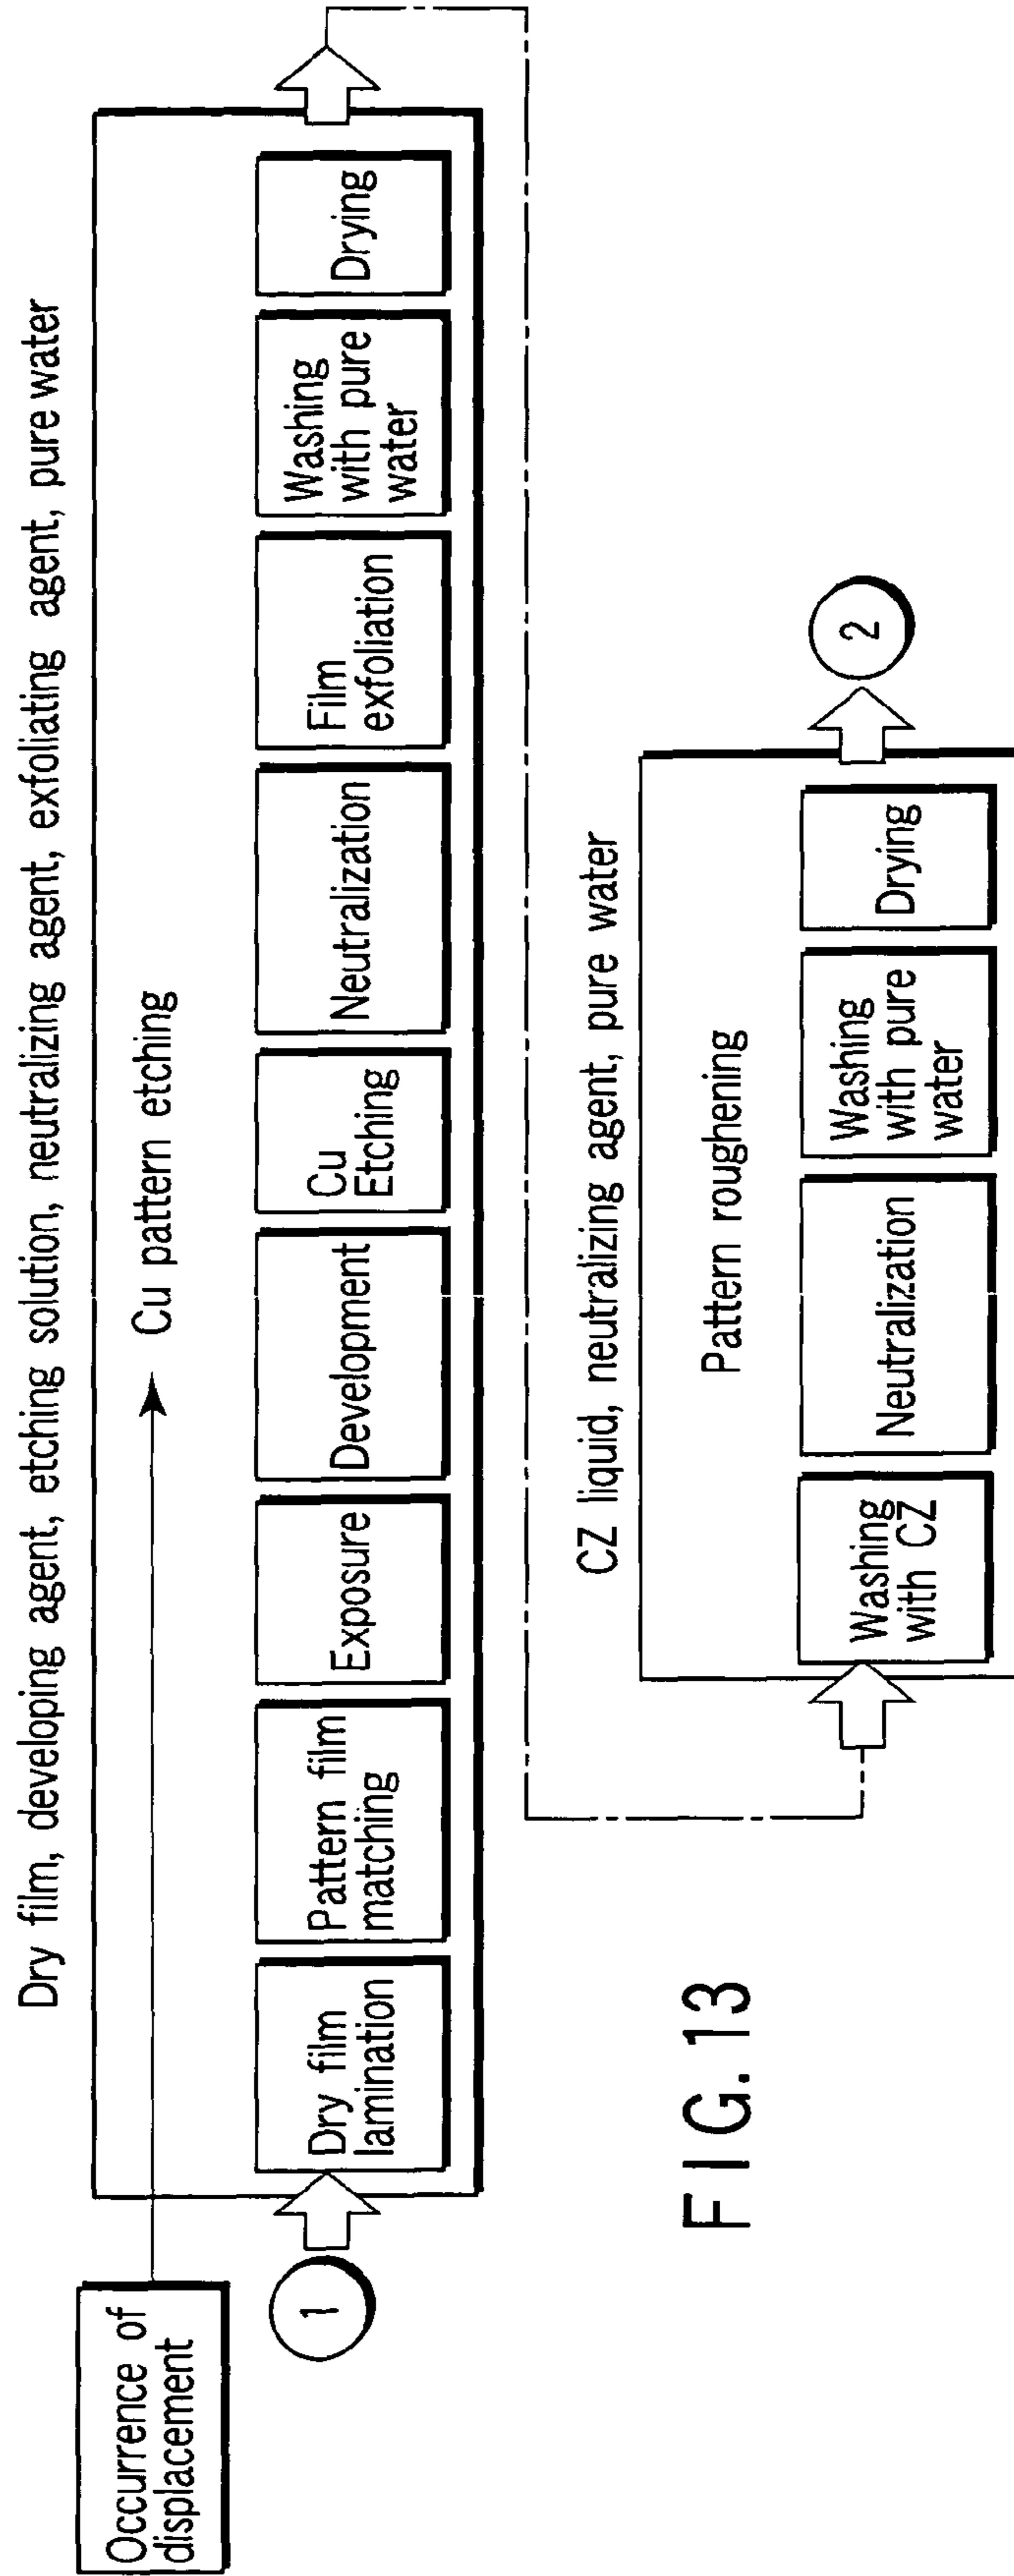 Dry film, developing agent, etching solution, neutralizing agent, exfoliating agent, pure water
Occurrence of
displacement
Cu pattern etching
1
Dry film
lamination
Pattern film
matching
Exposure
Development
Cu
Etching
Neutralization
Film
exfoliation
Washing
with pure
water
Drying
CZ liquid, neutralizing agent, pure water
Pattern roughening
Washing
with CZ
Neutralization
Washing
with pure
water
Drying
2
FIG. 13